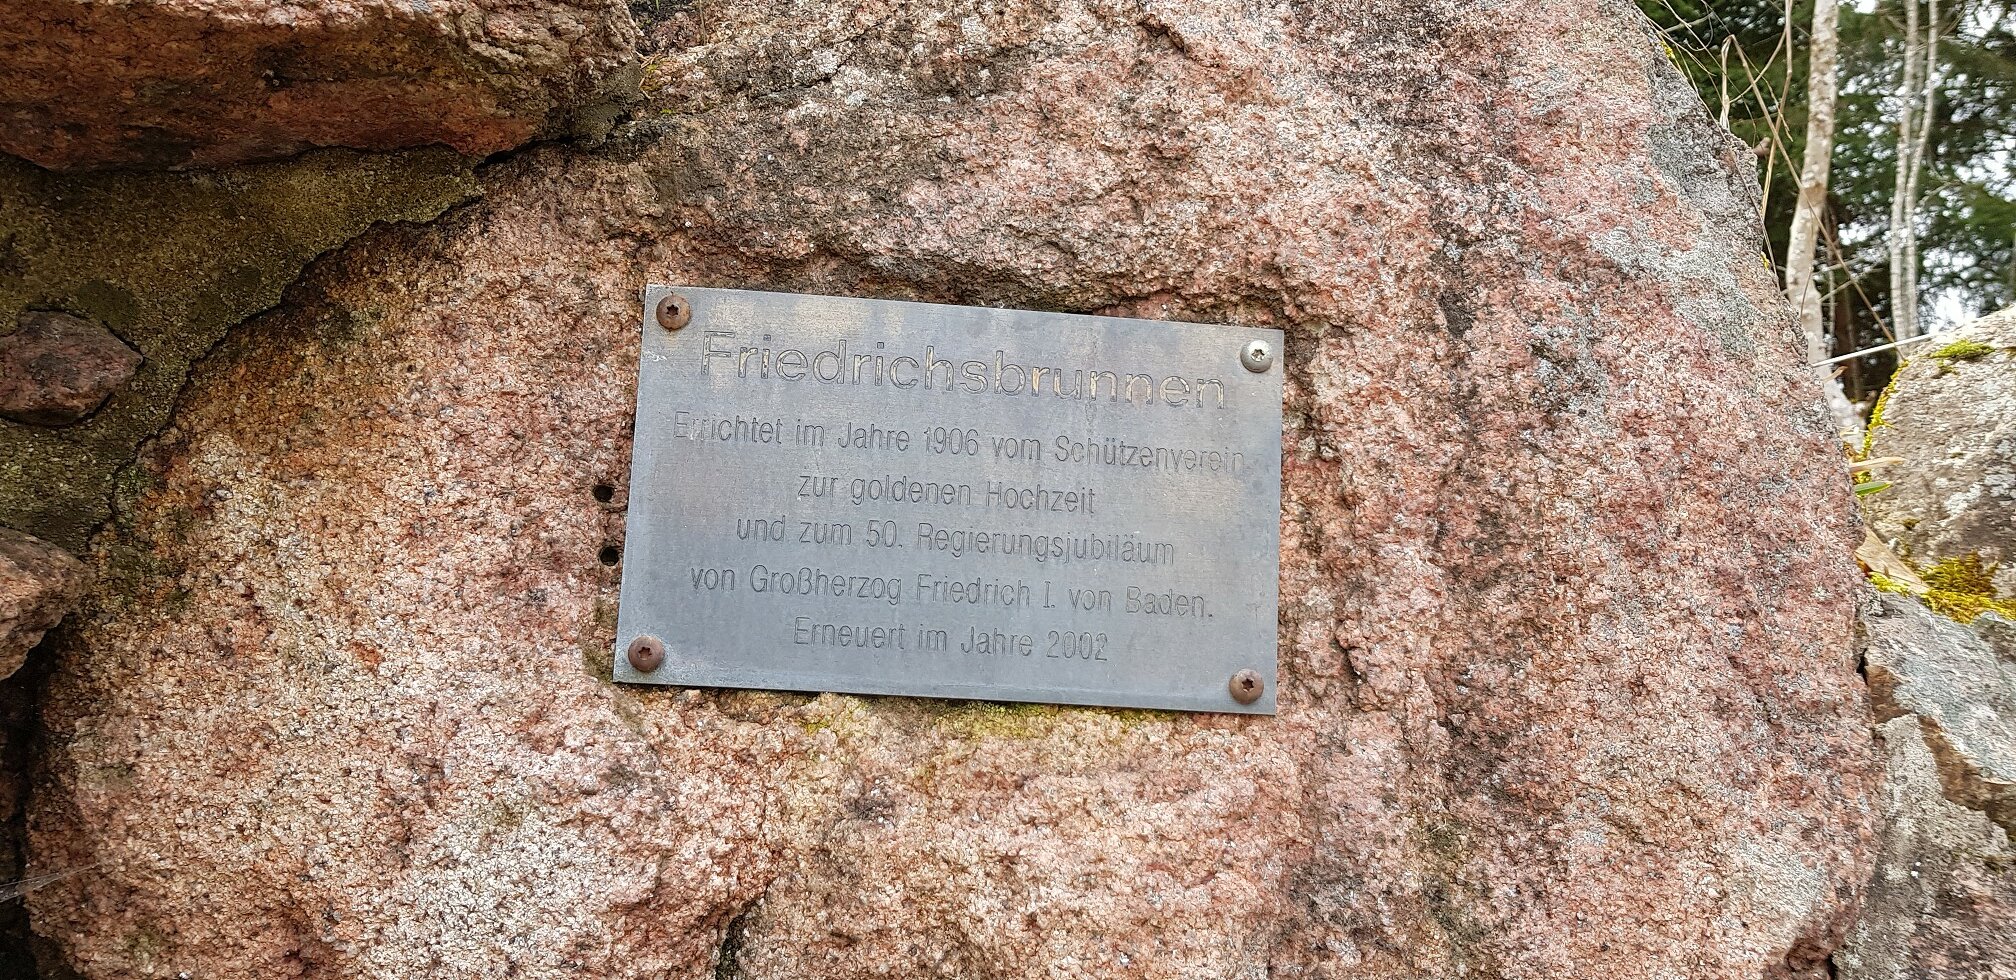 Friedrichsbrunnen
Errichtet im Jahre 1906 vom Schützenverein
zur goldenen Hochzeit
und zum 50. Regierungsjubiläum
von Großherzog Friedrich I. von Baden.
Erneuert im Jahre 2002